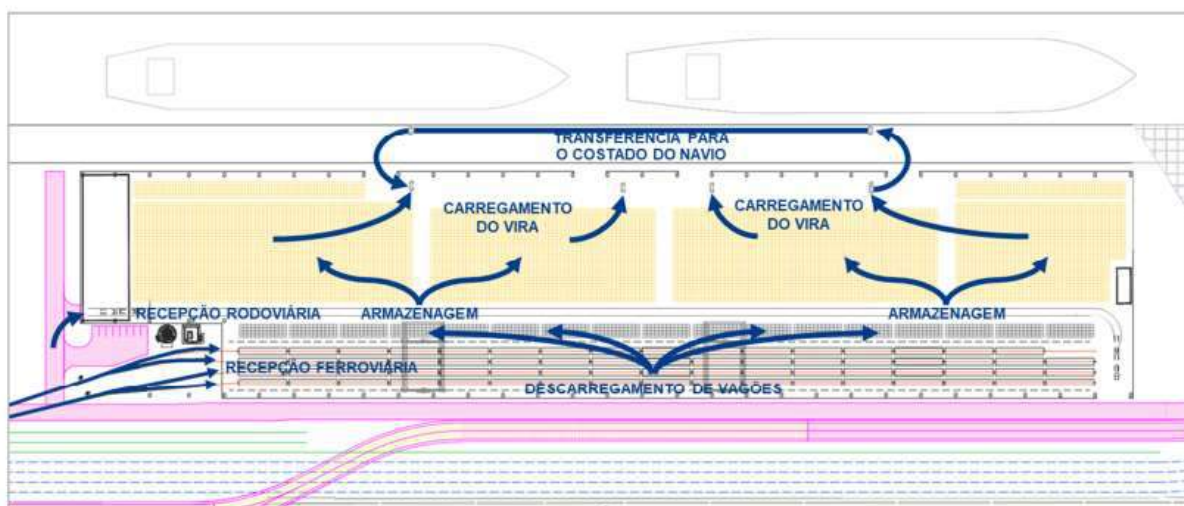 TRANSFERÊNCIA PARA
O COSTADO DO NAVIO
CARREGAMENTO
DO VIRA
CARREGAMENTO
DO VIRA
RECEPÇÃO RODOVIÁRIA
ARMAZENAGEM
ARMAZENAGEM
RECEPÇÃO FERROVIÁRIA
DESCARREGAMENTO DE VAGÕES